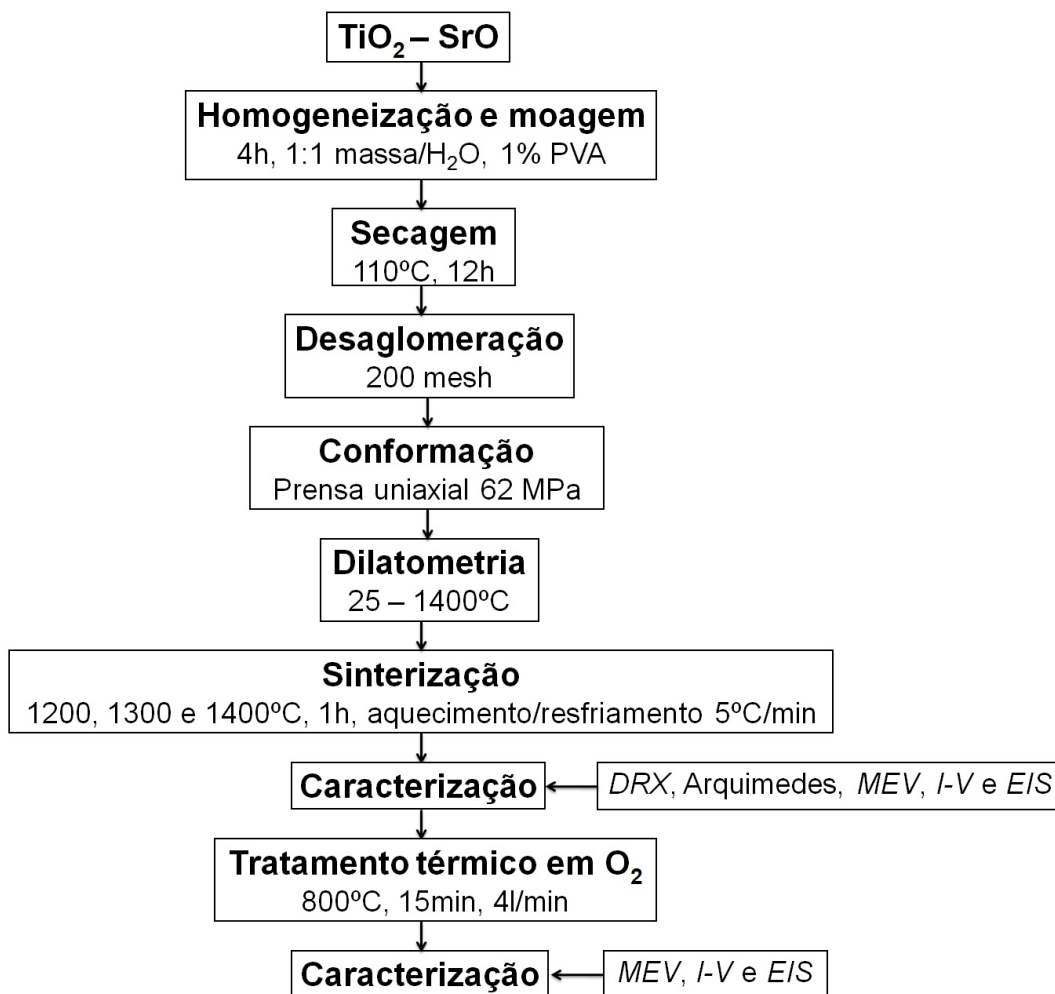 TiO₂ – SrO
Homogeneização e moagem
4h, 1:1 massa/H₂O, 1% PVA
Secagem
110ºC, 12h
Desaglomeração
200 mesh
Conformação
Prensa uniaxial 62 MPa
Dilatometria
25 – 1400ºC
Sinterização
1200, 1300 e 1400ºC, 1h, aquecimento/resfriamento 5ºC/min
Caracterização
DRX, Arquimedes, MEV, I-V e EIS
Tratamento térmico em O₂
800ºC, 15min, 4l/min
Caracterização
MEV, I-V e EIS